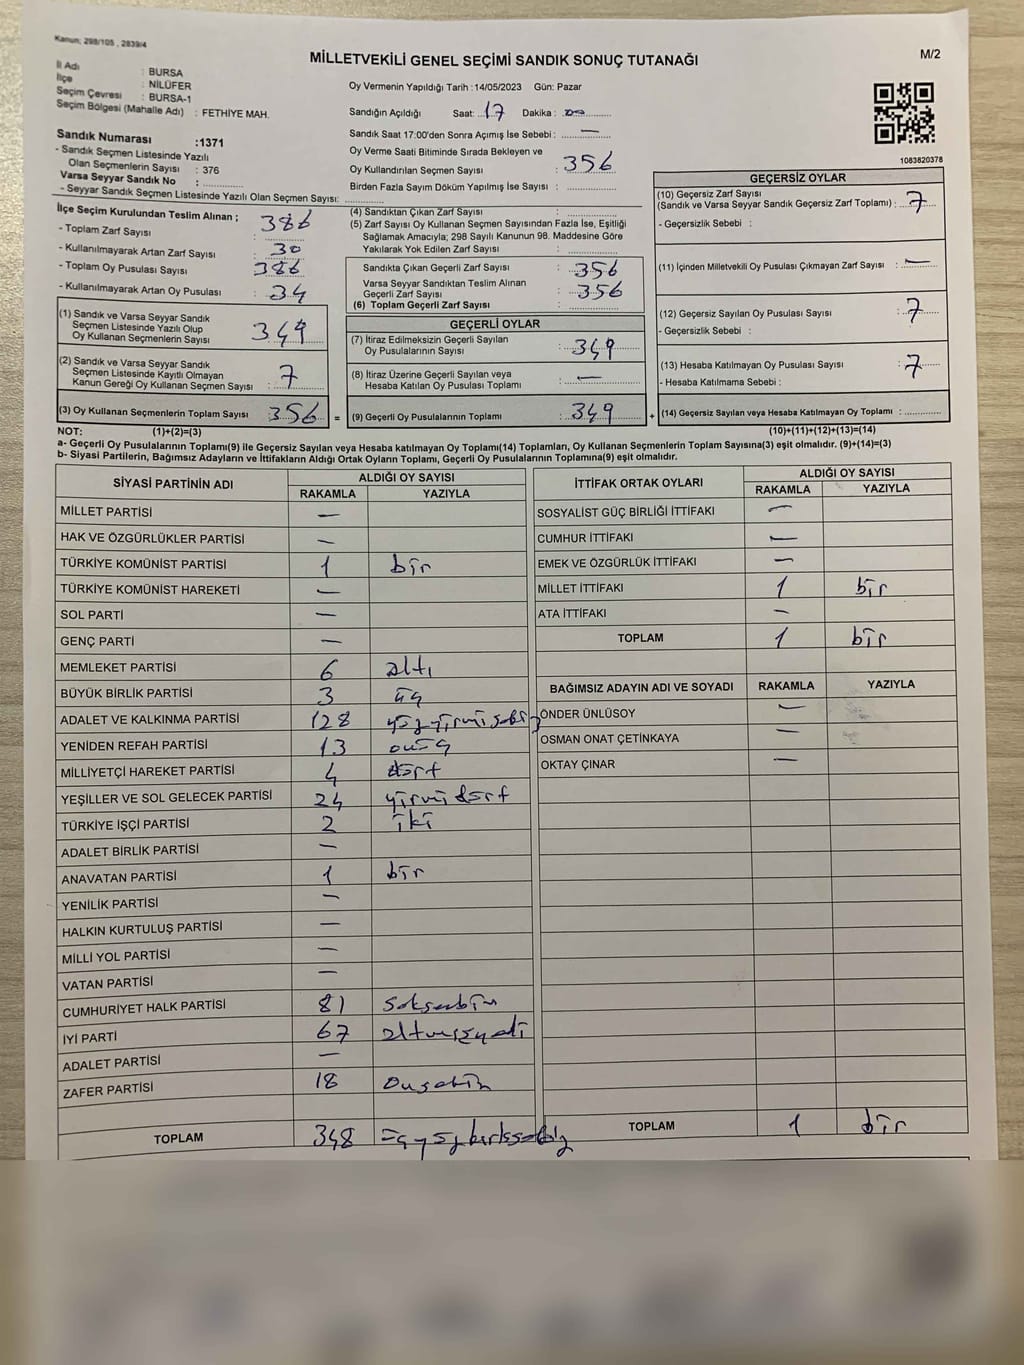 Kanun; 298/105 , 2839/4
MİLLETVEKİLİ GENEL SEÇİMİ SANDIK SONUÇ TUTANAĞI
M/2
İl Adı : BURSA
İlçe : NİLÜFER
Seçim Çevresi : BURSA-1
Seçim Bölgesi (Mahalle Adı) : FETHİYE MAH.
Sandık Numarası :1371
- Sandık Seçmen Listesinde Yazılı
Olan Seçmenlerin Sayısı : 376
Varsa Seyyar Sandık No :
- Seyyar Sandık Seçmen Listesinde Yazılı Olan Seçmen Sayısı:
Oy Vermenin Yapıldığı Tarih :14/05/2023 Gün: Pazar
Sandığın Açıldığı Saat: 17 Dakika : 00
Sandık Saat 17:00'den Sonra Açımış İse Sebebi : —
Oy Verme Saati Bitiminde Sırada Bekleyen ve
Oy Kullandırılan Seçmen Sayısı : 356
Birden Fazla Sayım Döküm Yapılmış İse Sayısı :
1083820378
İlçe Seçim Kurulundan Teslim Alınan ;
- Toplam Zarf Sayısı : 386
- Kullanılmayarak Artan Zarf Sayısı : 30
- Toplam Oy Pusulası Sayısı : 386
- Kullanılmayarak Artan Oy Pusulası : 34
(1) Sandık ve Varsa Seyyar Sandık
Seçmen Listesinde Yazılı Olup
Oy Kullanan Seçmenlerin Sayısı : 349
(2) Sandık ve Varsa Seyyar Sandık
Seçmen Listesinde Kayıtlı Olmayan
Kanun Gereği Oy Kullanan Seçmen Sayısı : 7
(3) Oy Kullanan Seçmenlerin Toplam Sayısı : 356 =
(4) Sandıktan Çıkan Zarf Sayısı :
(5) Zarf Sayısı Oy Kullanan Seçmen Sayısından Fazla İse, Eşitliği
Sağlamak Amacıyla; 298 Sayılı Kanunun 98. Maddesine Göre
Yakılarak Yok Edilen Zarf Sayısı :
Sandıkta Çıkan Geçerli Zarf Sayısı : 356
Varsa Seyyar Sandıktan Teslim Alınan
Geçerli Zarf Sayısı : 356
(6) Toplam Geçerli Zarf Sayısı :
GEÇERLİ OYLAR
(7) İtiraz Edilmeksizin Geçerli Sayılan
Oy Pusulalarının Sayısı : 349
(8) İtiraz Üzerine Geçerli Sayılan veya
Hesaba Katılan Oy Pusulası Toplamı : —
(9) Geçerli Oy Pusulalarının Toplamı : 349 +
GEÇERSİZ OYLAR
(10) Geçersiz Zarf Sayısı
(Sandık ve Varsa Seyyar Sandık Geçersiz Zarf Toplamı) : 7
- Geçersizlik Sebebi :
(11) İçinden Milletvekili Oy Pusulası Çıkmayan Zarf Sayısı : —
(12) Geçersiz Sayılan Oy Pusulası Sayısı : 7
- Geçersizlik Sebebi :
(13) Hesaba Katılmayan Oy Pusulası Sayısı : 7
- Hesaba Katılmama Sebebi :
(14) Geçersiz Sayılan veya Hesaba Katılmayan Oy Toplamı :
NOT: (1)+(2)=(3) (10)+(11)+(12)+(13)=(14)
a- Geçerli Oy Pusulalarının Toplamı(9) ile Geçersiz Sayılan veya Hesaba katılmayan Oy Toplamı(14) Toplamları, Oy Kullanan Seçmenlerin Toplam Sayısına(3) eşit olmalıdır. (9)+(14)=(3)
b- Siyasi Partilerin, Bağımsız Adayların ve İttifakların Aldığı Ortak Oyların Toplamı, Geçerli Oy Pusulalarının Toplamına(9) eşit olmalıdır.
SİYASİ PARTİNİN ADI ALDIĞI OY SAYISI
RAKAMLA YAZIYLA
MİLLET PARTİSİ —
HAK VE ÖZGÜRLÜKLER PARTİSİ —
TÜRKİYE KOMÜNİST PARTİSİ 1 bir
TÜRKİYE KOMÜNİST HAREKETİ —
SOL PARTİ —
GENÇ PARTİ —
MEMLEKET PARTİSİ 6 altı
BÜYÜK BİRLİK PARTİSİ 3 üç
ADALET VE KALKINMA PARTİSİ 128 yüzyirmisekiz
YENİDEN REFAH PARTİSİ 13 onüç
MİLLİYETÇİ HAREKET PARTİSİ 4 dört
YEŞİLLER VE SOL GELECEK PARTİSİ 24 yirmidört
TÜRKİYE İŞÇİ PARTİSİ 2 iki
ADALET BİRLİK PARTİSİ —
ANAVATAN PARTİSİ 1 bir
YENİLİK PARTİSİ —
HALKIN KURTULUŞ PARTİSİ —
MİLLİ YOL PARTİSİ —
VATAN PARTİSİ —
CUMHURİYET HALK PARTİSİ 81 seksenbir
İYİ PARTİ 67 altmışyedi
ADALET PARTİSİ —
ZAFER PARTİSİ 18 Onsekiz
TOPLAM 348 üçyüzkırksekiz
İTTİFAK ORTAK OYLARI ALDIĞI OY SAYISI
RAKAMLA YAZIYLA
SOSYALİST GÜÇ BİRLİĞİ İTTİFAKI —
CUMHUR İTTİFAKI —
EMEK VE ÖZGÜRLÜK İTTİFAKI —
MİLLET İTTİFAKI 1 bir
ATA İTTİFAKI —
TOPLAM 1 bir
BAĞIMSIZ ADAYIN ADI VE SOYADI RAKAMLA YAZIYLA
ÖNDER ÜNLÜSOY —
OSMAN ONAT ÇETİNKAYA —
OKTAY ÇINAR —
TOPLAM 1 bir